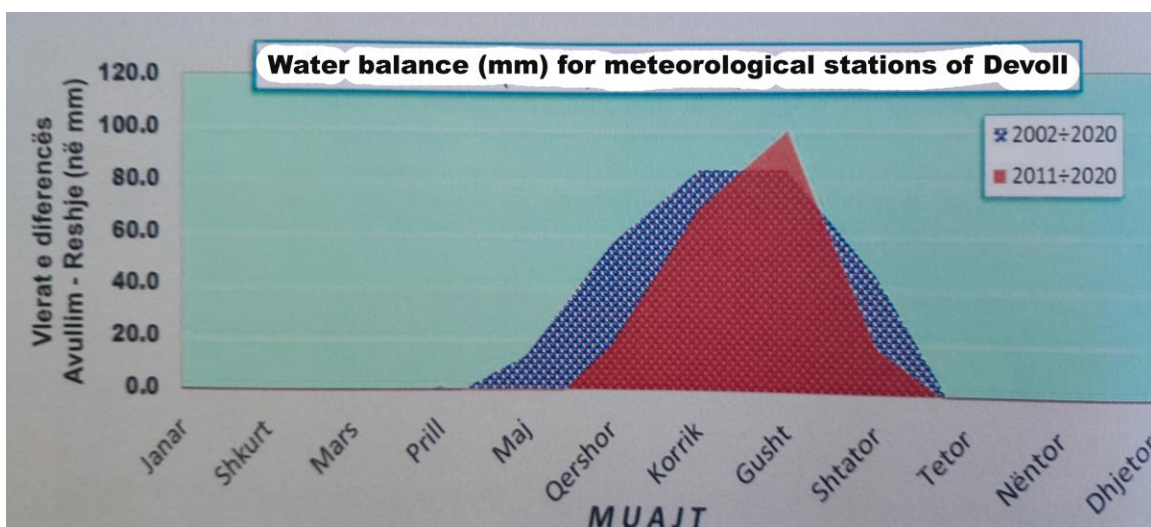 Water balance (mm) for meteorological stations of Devoll
Vlerat e diferencës
Avullim - Reshje (në mm)
120.0
100.0
80.0
60.0
40.0
20.0
0.0
2002÷2020
2011÷2020
Janar
Shkurt
Mars
Prill
Maj
Qershor
Korrik
Gusht
Shtator
Tetor
Nëntor
Dhjetor
MUAJT